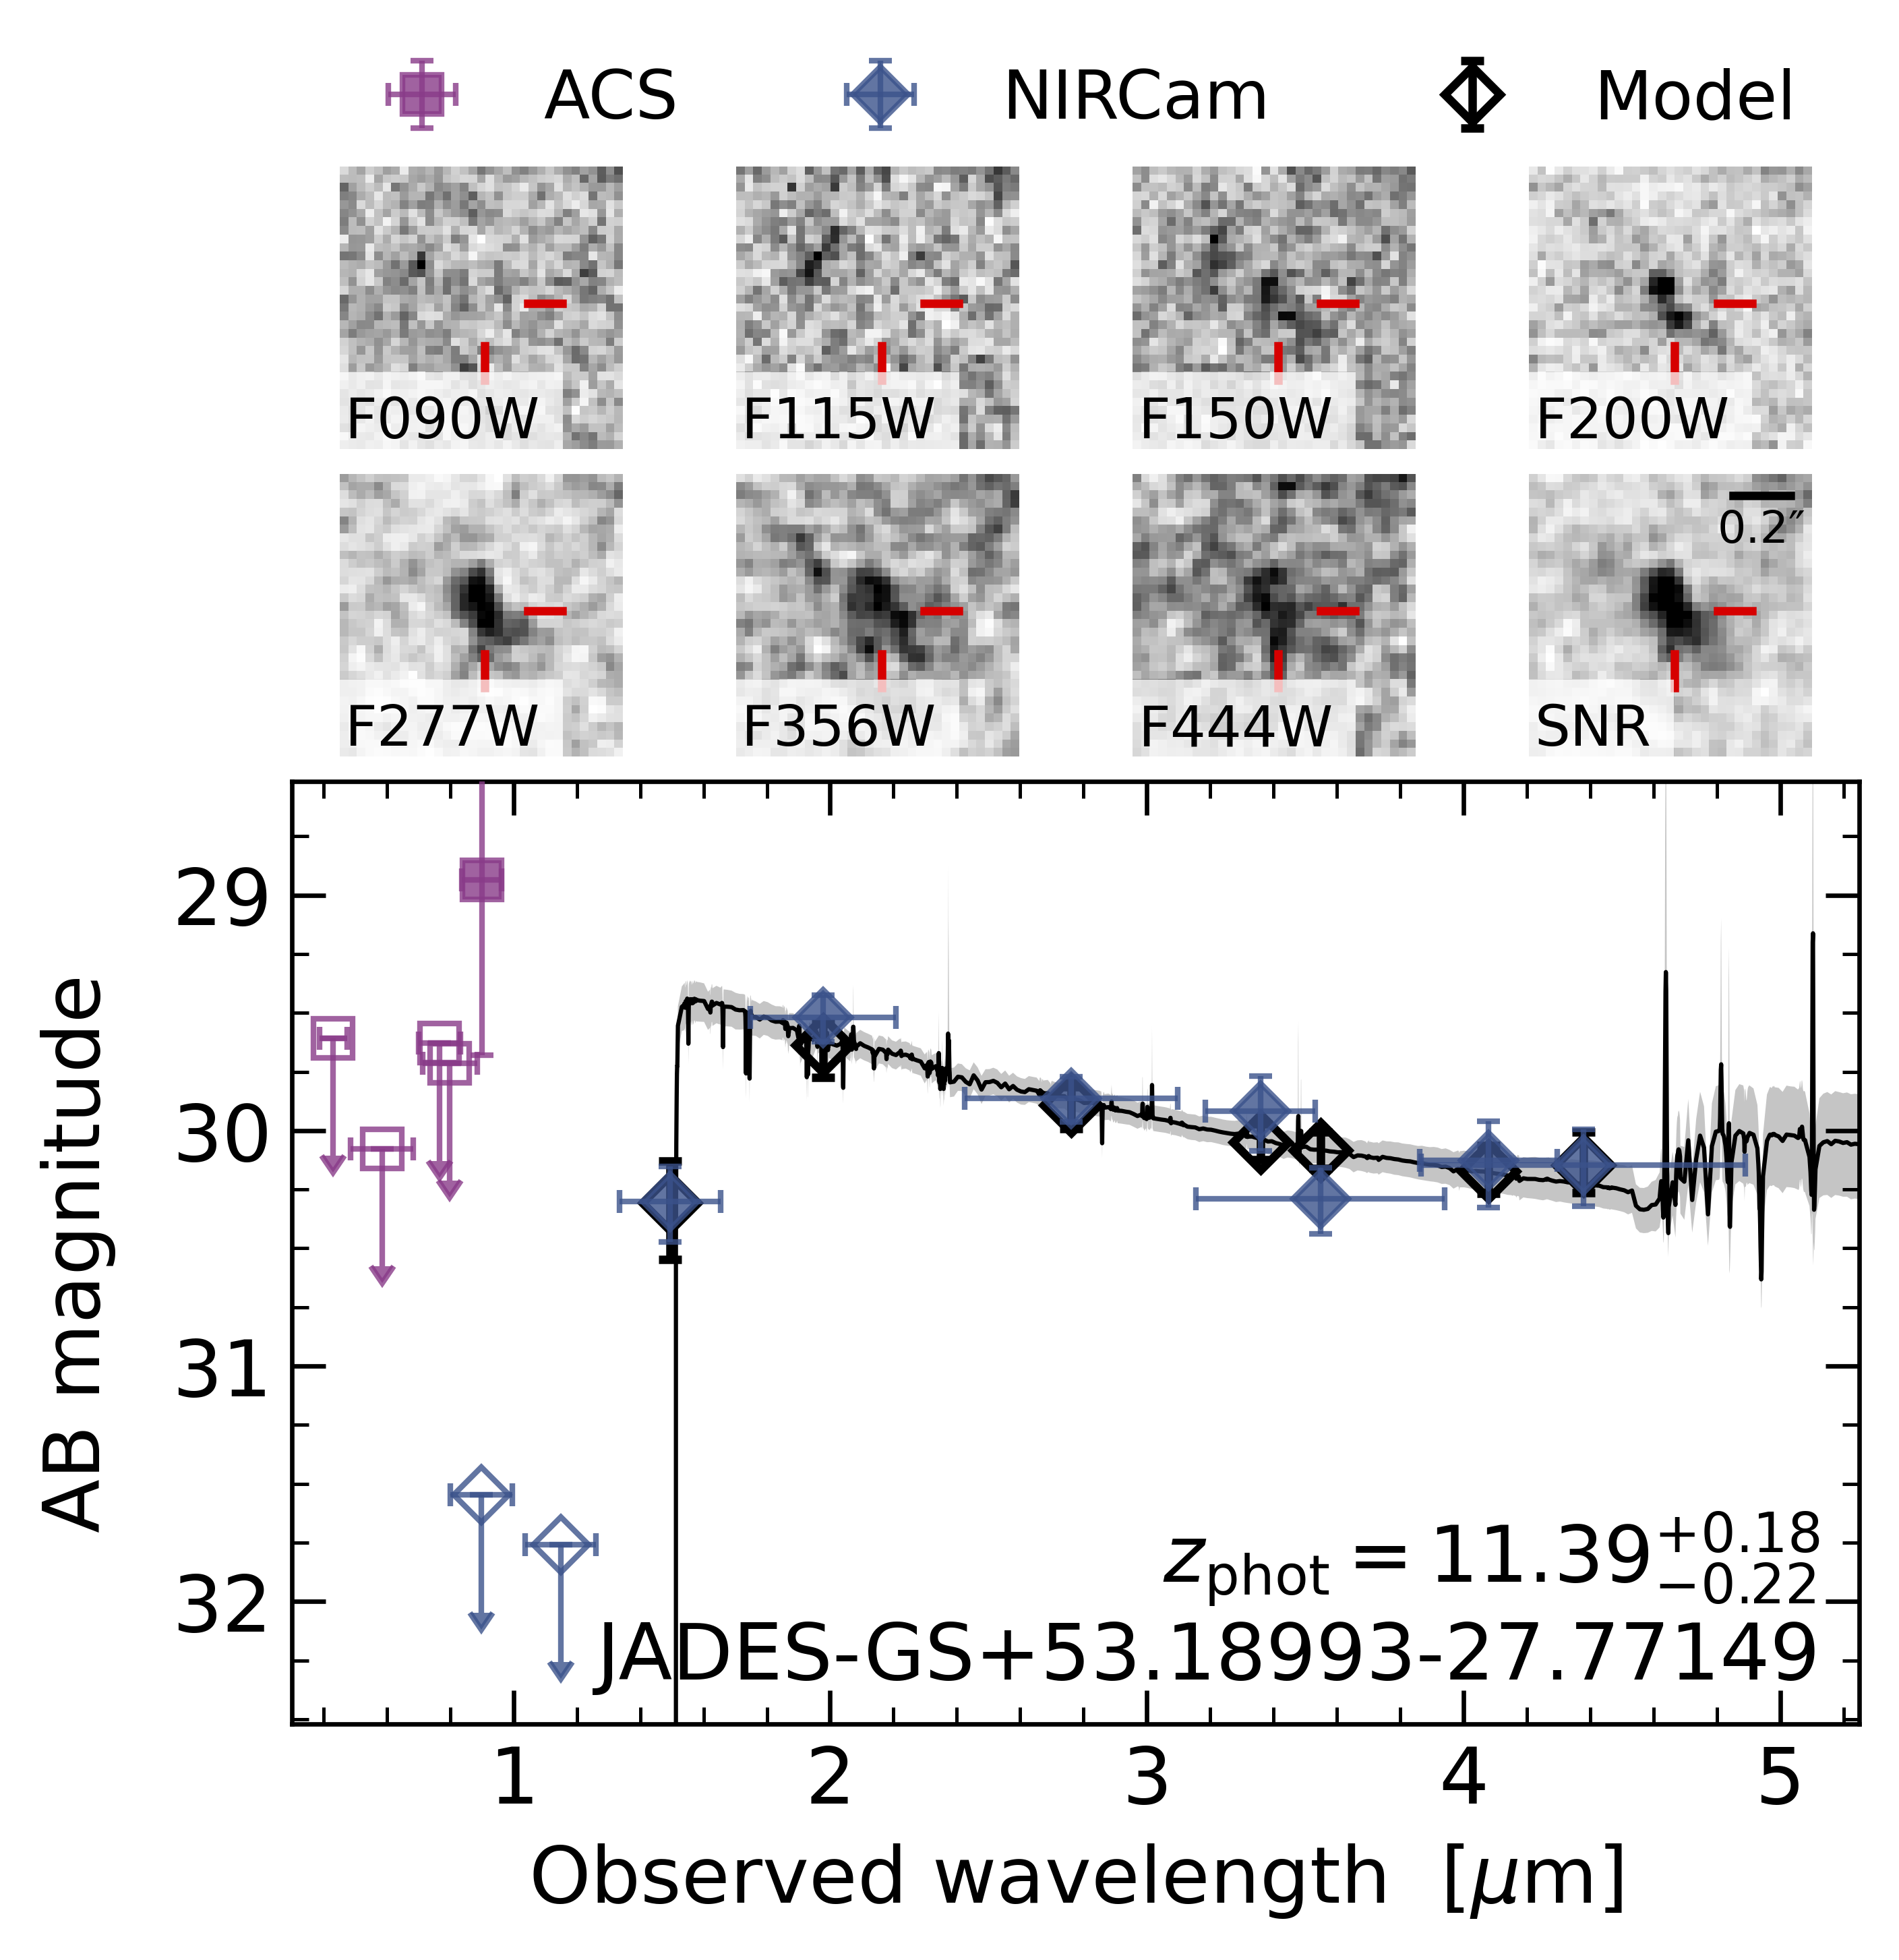 ACS NIRCam Model
F090W F115W F150W F200W
0.2″
F277W F356W F444W SNR
29
30
31
32
AB magnitude
z_phot = 11.39 +0.18 −0.22
JADES-GS+53.18993-27.77149
1 2 3 4 5
Observed wavelength [μm]